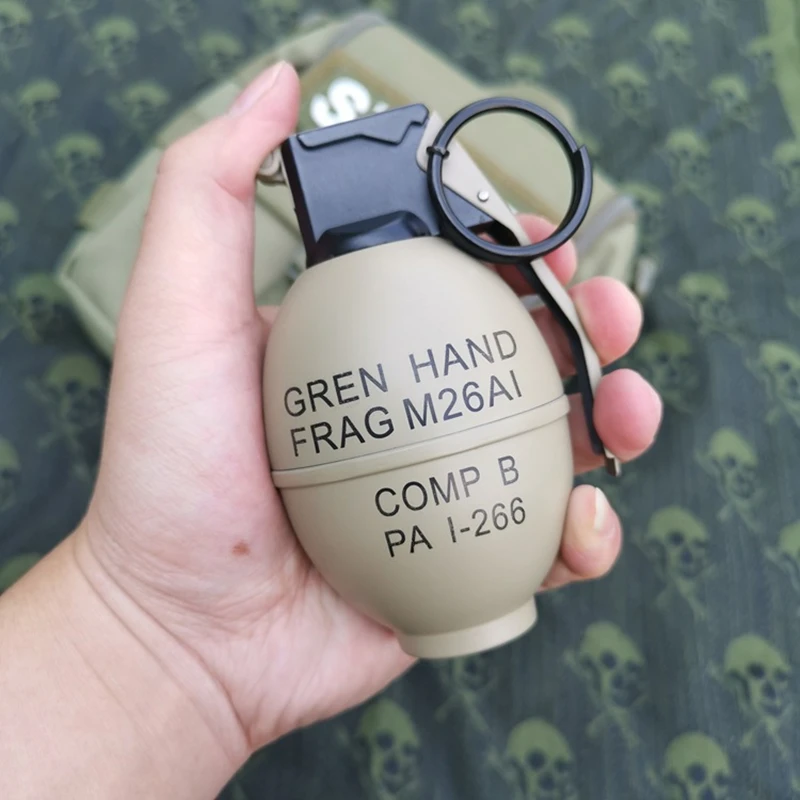 GREN HAND
FRAG M26AI
COMP B
PA I-266